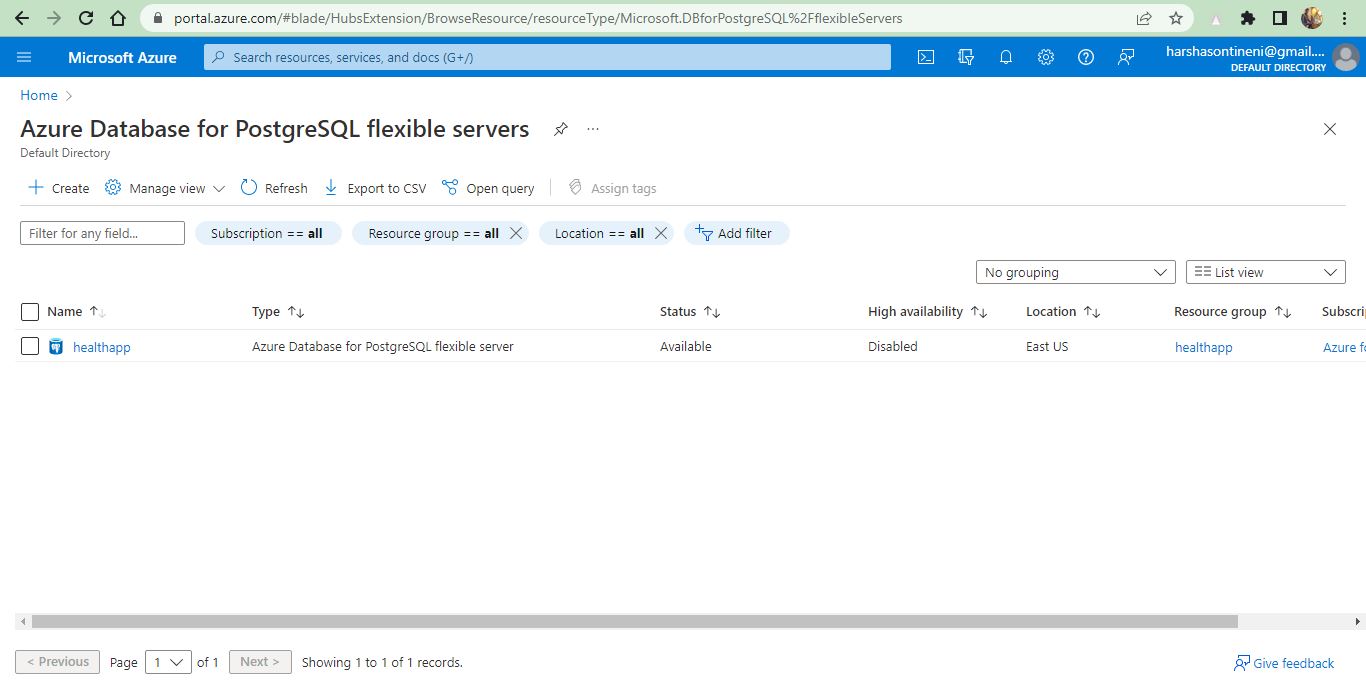 portal.azure.com/#blade/HubsExtension/BrowseResource/resourceType/Microsoft.DBforPostgreSQL%2FflexibleServers
Microsoft Azure
Search resources, services, and docs (G+/)
harshasontineni@gmail....
DEFAULT DIRECTORY
Home
Azure Database for PostgreSQL flexible servers
Default Directory
Create Manage view Refresh Export to CSV Open query Assign tags
Filter for any field... Subscription == all Resource group == all Location == all Add filter
No grouping List view
Name Type Status High availability Location Resource group Subscri
healthapp Azure Database for PostgreSQL flexible server Available Disabled East US healthapp Azure fo
< Previous Page 1 of 1 Next > Showing 1 to 1 of 1 records. Give feedback